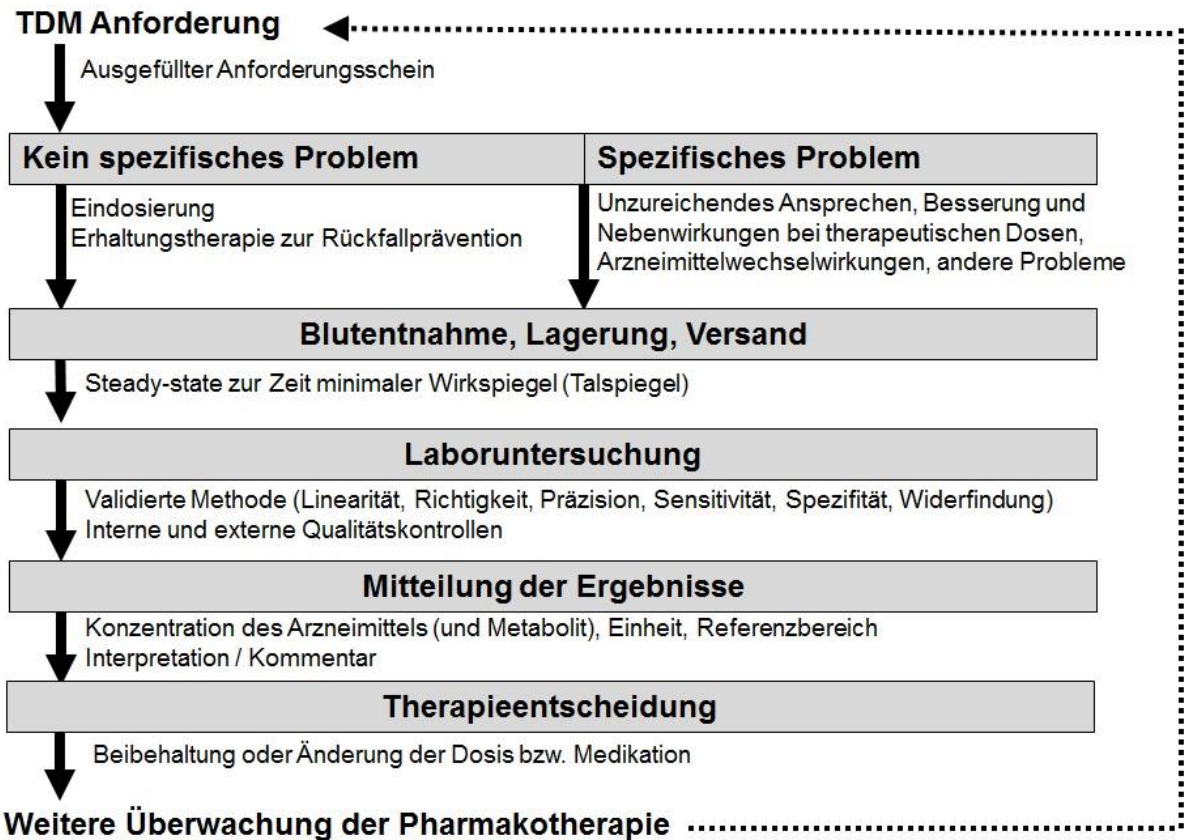 TDM Anforderung
Ausgefüllter Anforderungsschein
Kein spezifisches Problem
Spezifisches Problem
Eindosierung
Erhaltungstherapie zur Rückfallprävention
Unzureichendes Ansprechen, Besserung und
Nebenwirkungen bei therapeutischen Dosen,
Arzneimittelwechselwirkungen, andere Probleme
Blutentnahme, Lagerung, Versand
Steady-state zur Zeit minimaler Wirkspiegel (Talspiegel)
Laboruntersuchung
Validierte Methode (Linearität, Richtigkeit, Präzision, Sensitivität, Spezifität, Widerfindung)
Interne und externe Qualitätskontrollen
Mitteilung der Ergebnisse
Konzentration des Arzneimittels (und Metabolit), Einheit, Referenzbereich
Interpretation / Kommentar
Therapieentscheidung
Beibehaltung oder Änderung der Dosis bzw. Medikation
Weitere Überwachung der Pharmakotherapie